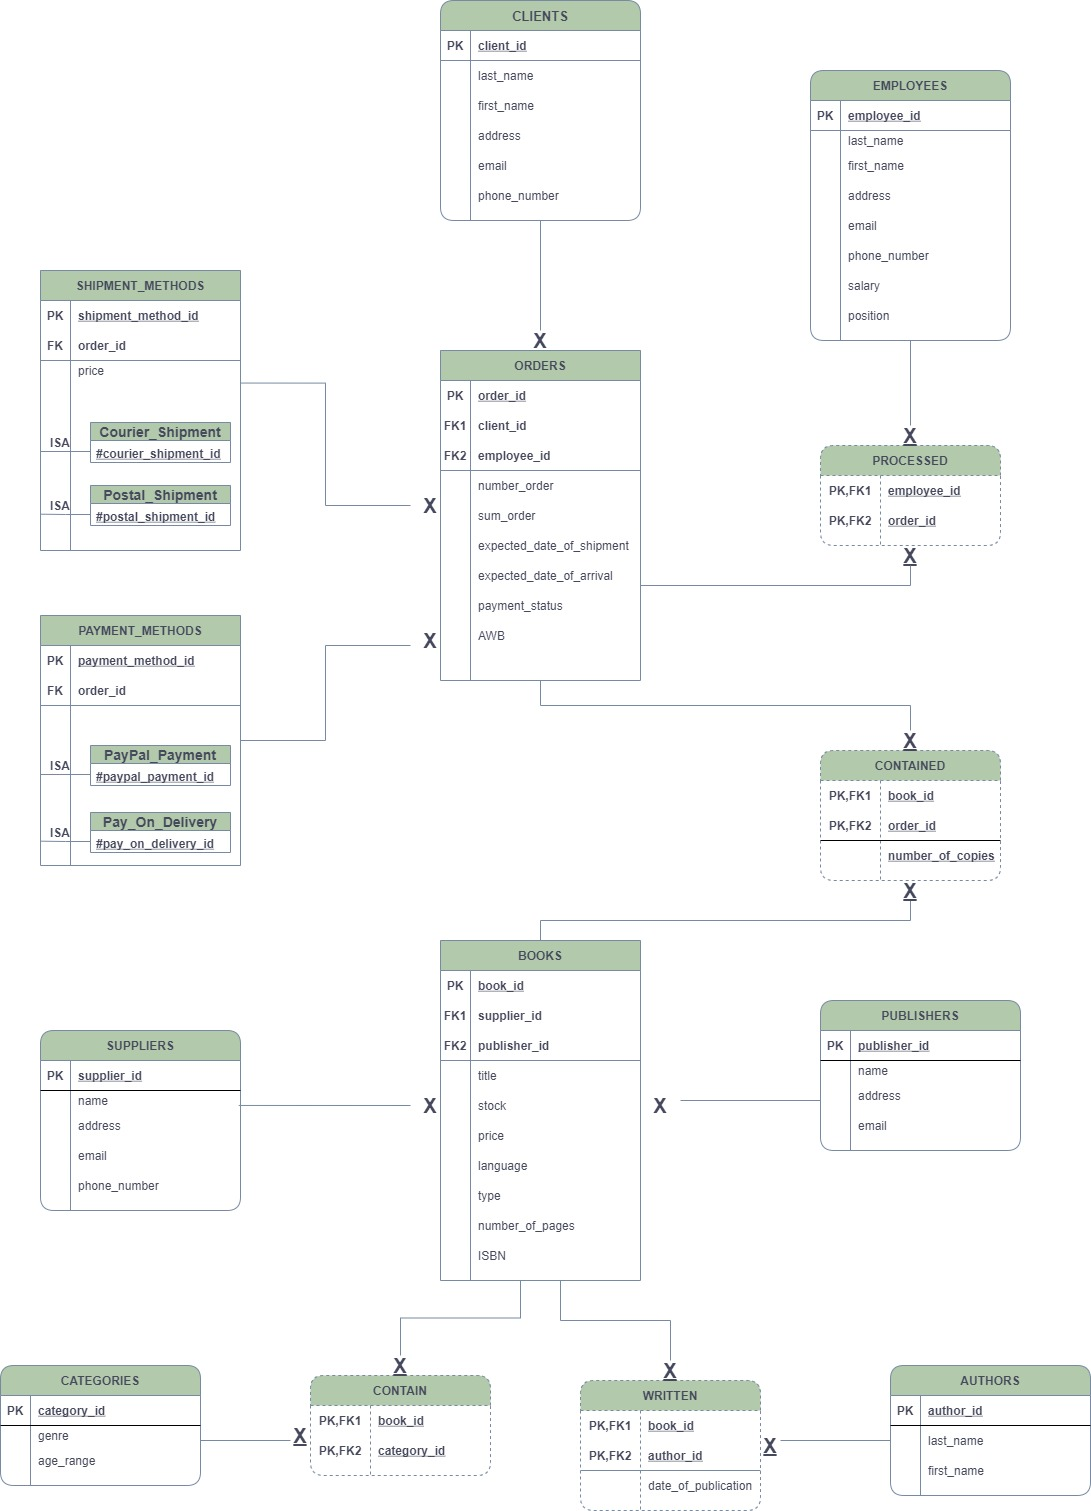 CLIENTS
PK client_id
last_name
first_name
address
email
phone_number
EMPLOYEES
PK employee_id
last_name
first_name
address
email
phone_number
salary
position
SHIPMENT_METHODS
PK shipment_method_id
FK order_id
price
ISA
Courier_Shipment
#courier_shipment_id
ISA
Postal_Shipment
#postal_shipment_id
X
ORDERS
PK order_id
FK1 client_id
FK2 employee_id
number_order
sum_order
expected_date_of_shipment
expected_date_of_arrival
payment_status
AWB
X
X
X
PROCESSED
PK,FK1 employee_id
PK,FK2 order_id
X
PAYMENT_METHODS
PK payment_method_id
FK order_id
ISA
PayPal_Payment
#paypal_payment_id
ISA
Pay_On_Delivery
#pay_on_delivery_id
X
CONTAINED
PK,FK1 book_id
PK,FK2 order_id
number_of_copies
X
BOOKS
PK book_id
FK1 supplier_id
FK2 publisher_id
title
stock
price
language
type
number_of_pages
ISBN
SUPPLIERS
PK supplier_id
name
address
email
phone_number
X
X
PUBLISHERS
PK publisher_id
name
address
email
CATEGORIES
PK category_id
genre
age_range
X
X
CONTAIN
PK,FK1 book_id
PK,FK2 category_id
X
WRITTEN
PK,FK1 book_id
PK,FK2 author_id
date_of_publication
X
AUTHORS
PK author_id
last_name
first_name